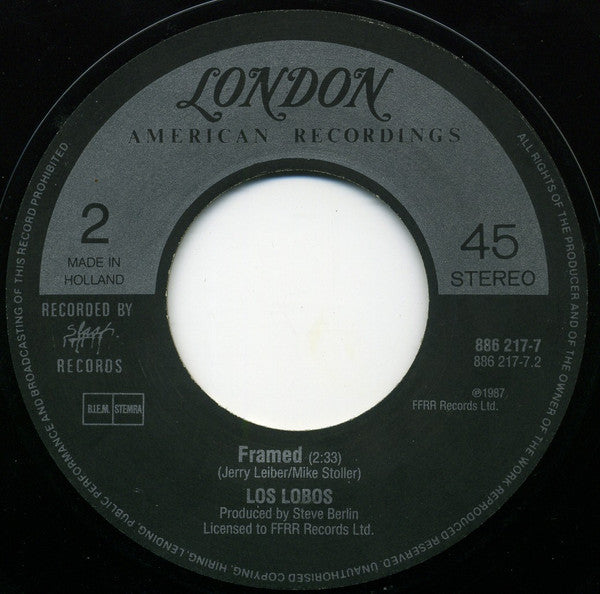 LONDON
AMERICAN RECORDINGS
2
MADE IN
HOLLAND
45
STEREO
RECORDED BY
Slash
RECORDS
B.I.E.M. STEMRA
886 217-7
886 217-7.2
℗1987
FFRR Records Ltd.
Framed (2:33)
(Jerry Leiber/Mike Stoller)
LOS LOBOS
Produced by Steve Berlin
Licensed to FFRR Records Ltd.
ALL RIGHTS OF THE PRODUCER AND OF THE OWNER OF THE WORK REPRODUCED RESERVED. UNAUTHORISED COPYING, HIRING, LENDING, PUBLIC PERFORMANCE AND BROADCASTING OF THIS RECORD PROHIBITED